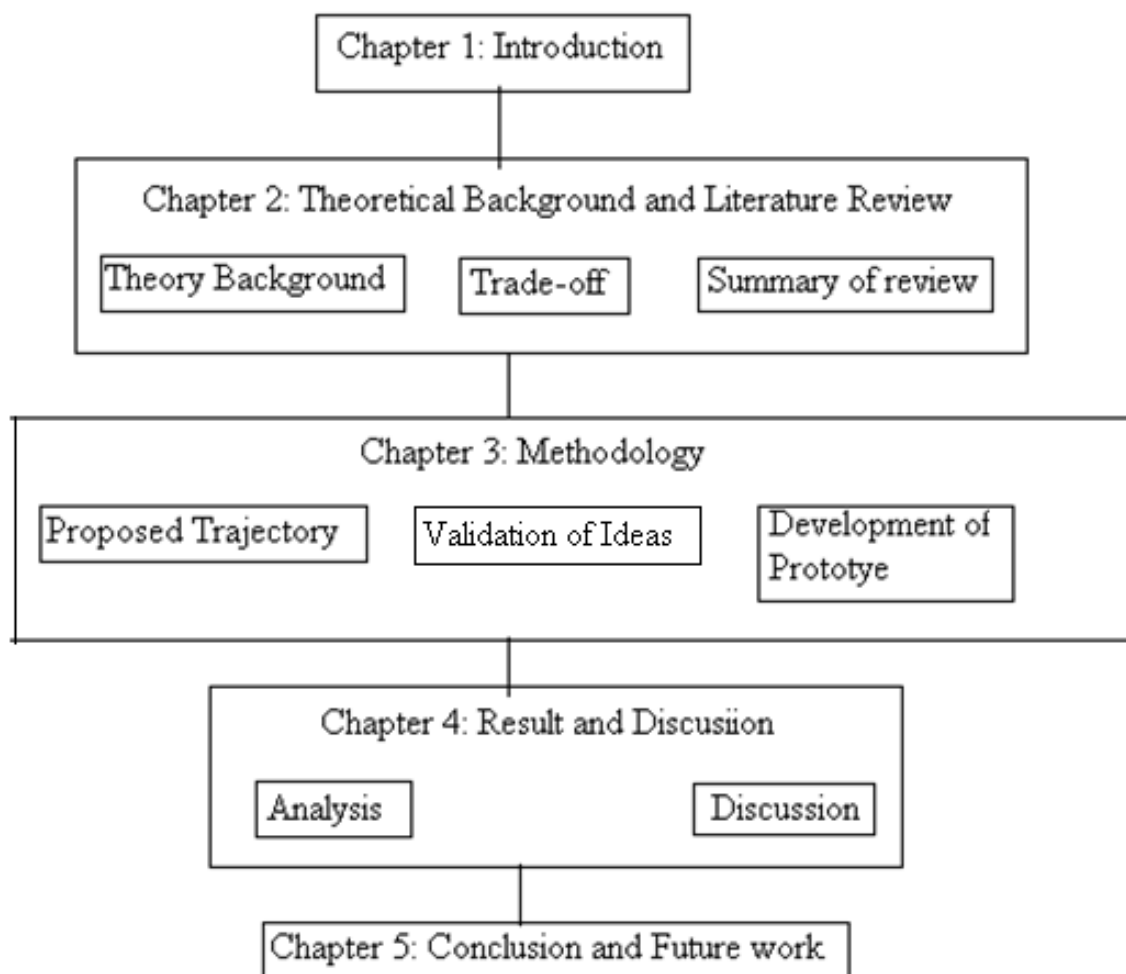 Chapter 1: Introduction
Chapter 2: Theoretical Background and Literature Review
Theory Background
Trade-off
Summary of review
Chapter 3: Methodology
Proposed Trajectory
Validation of Ideas
Development of
Prototye
Chapter 4: Result and Discusiion
Analysis
Discussion
Chapter 5: Conclusion and Future work